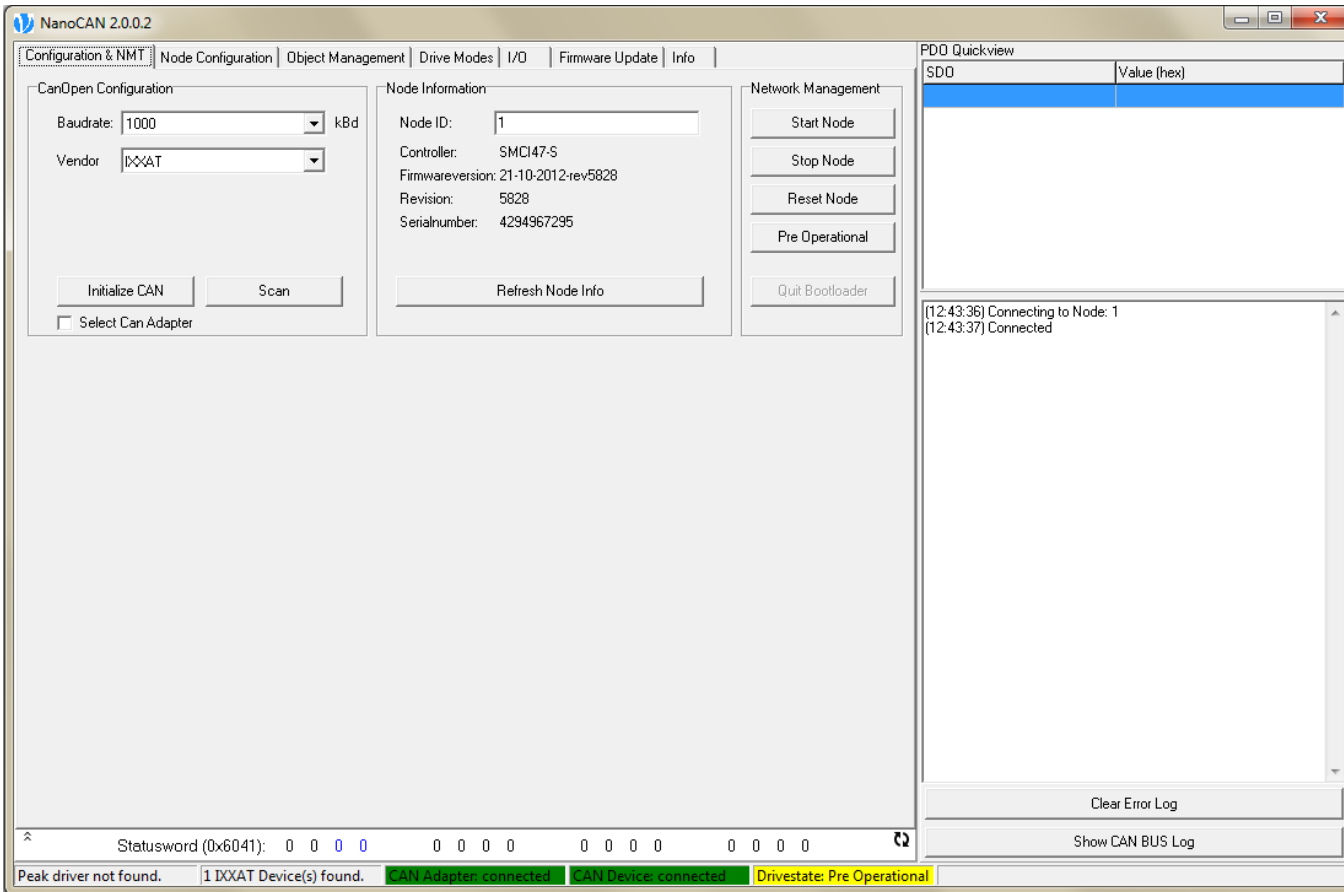 NanoCAN 2.0.0.2
Configuration & NMT Node Configuration Object Management Drive Modes I/O Firmware Update Info
CanOpen Configuration
Baudrate: 1000 kBd
Vendor IXXAT
Initialize CAN Scan
Select Can Adapter
Node Information
Node ID: 1
Controller: SMCI47-S
Firmwareversion: 21-10-2012-rev5828
Revision: 5828
Serialnumber: 4294967295
Refresh Node Info
Network Management
Start Node
Stop Node
Reset Node
Pre Operational
Quit Bootloader
PDO Quickview
SDO Value (hex)
(12:43:36) Connecting to Node: 1
(12:43:37) Connected
Clear Error Log
Show CAN BUS Log
Statusword (0x6041): 0 0 0 0 0 0 0 0 0 0 0 0 0 0 0 0
Peak driver not found. 1 IXXAT Device(s) found. CAN Adapter: connected CAN Device: connected Drivestate: Pre Operational